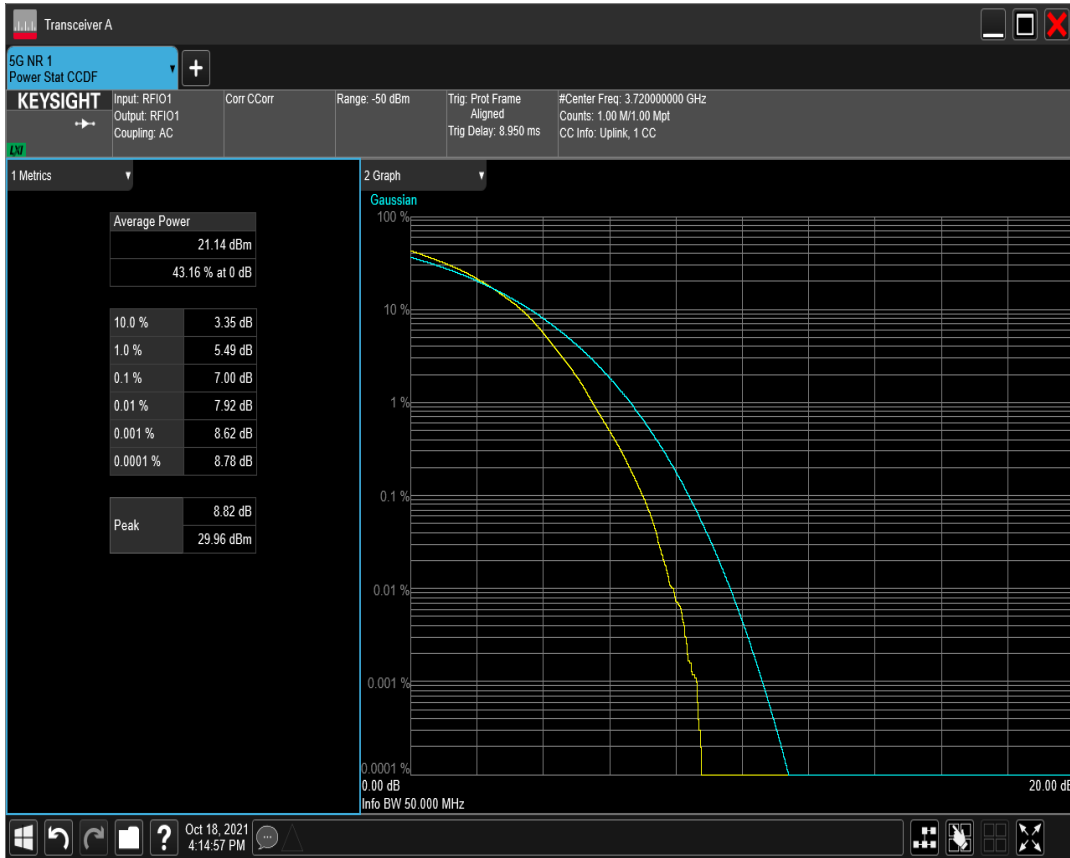 Transceiver A
5G NR 1
Power Stat CCDF
+
KEYSIGHT
LXI
Input: RFIO1
Output: RFIO1
Coupling: AC
Corr CCorr
Range: -50 dBm
Trig: Prot Frame
Aligned
Trig Delay: 8.950 ms
#Center Freq: 3.720000000 GHz
Counts: 1.00 M/1.00 Mpt
CC Info: Uplink, 1 CC
1 Metrics
Average Power
21.14 dBm
43.16 % at 0 dB
10.0 % 3.35 dB
1.0 % 5.49 dB
0.1 % 7.00 dB
0.01 % 7.92 dB
0.001 % 8.62 dB
0.0001 % 8.78 dB
Peak
8.82 dB
29.96 dBm
2 Graph
Gaussian
100 %
10 %
1 %
0.1 %
0.01 %
0.001 %
0.0001 %
0.00 dB 20.00 dB
Info BW 50.000 MHz
?
Oct 18, 2021
4:14:57 PM